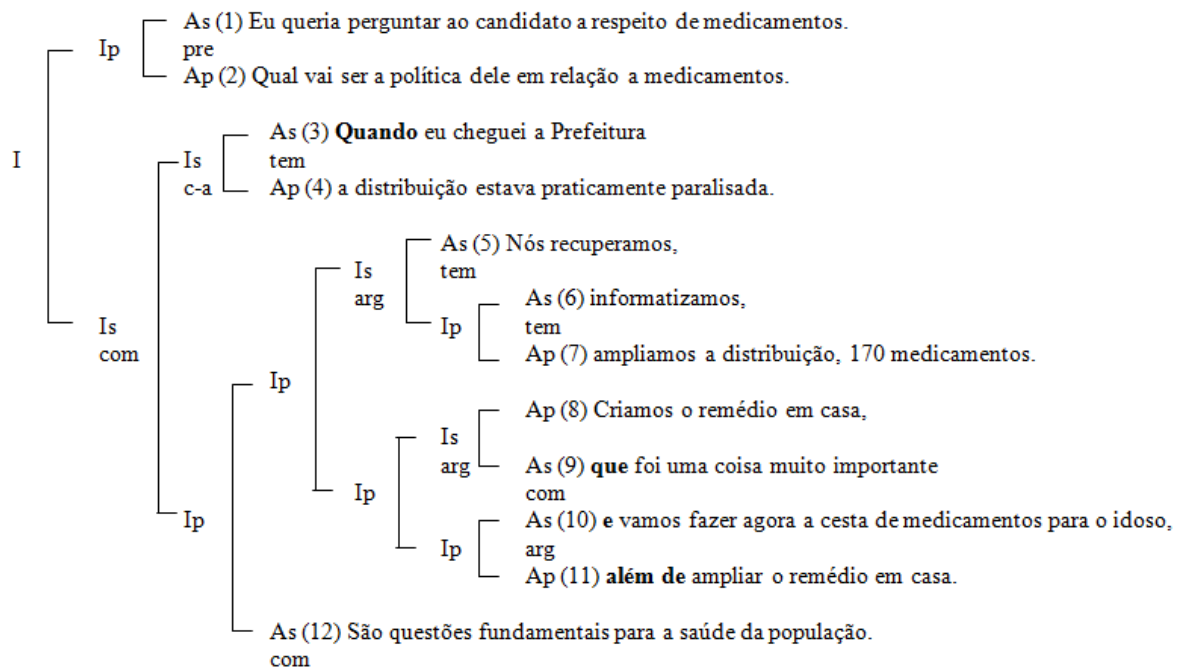 As (1) Eu queria perguntar ao candidato a respeito de medicamentos.
Ip
pre
Ap (2) Qual vai ser a política dele em relação a medicamentos.
As (3) Quando eu cheguei a Prefeitura
I
Is
tem
c-a
Ap (4) a distribuição estava praticamente paralisada.
As (5) Nós recuperamos,
Is
tem
arg
As (6) informatizamos,
Is
Ip
tem
com
Ap (7) ampliamos a distribuição, 170 medicamentos.
Ip
Ap (8) Criamos o remédio em casa,
Is
arg
As (9) que foi uma coisa muito importante
Ip
com
Ip
As (10) e vamos fazer agora a cesta de medicamentos para o idoso,
Ip
arg
Ap (11) além de ampliar o remédio em casa.
As (12) São questões fundamentais para a saúde da população.
com